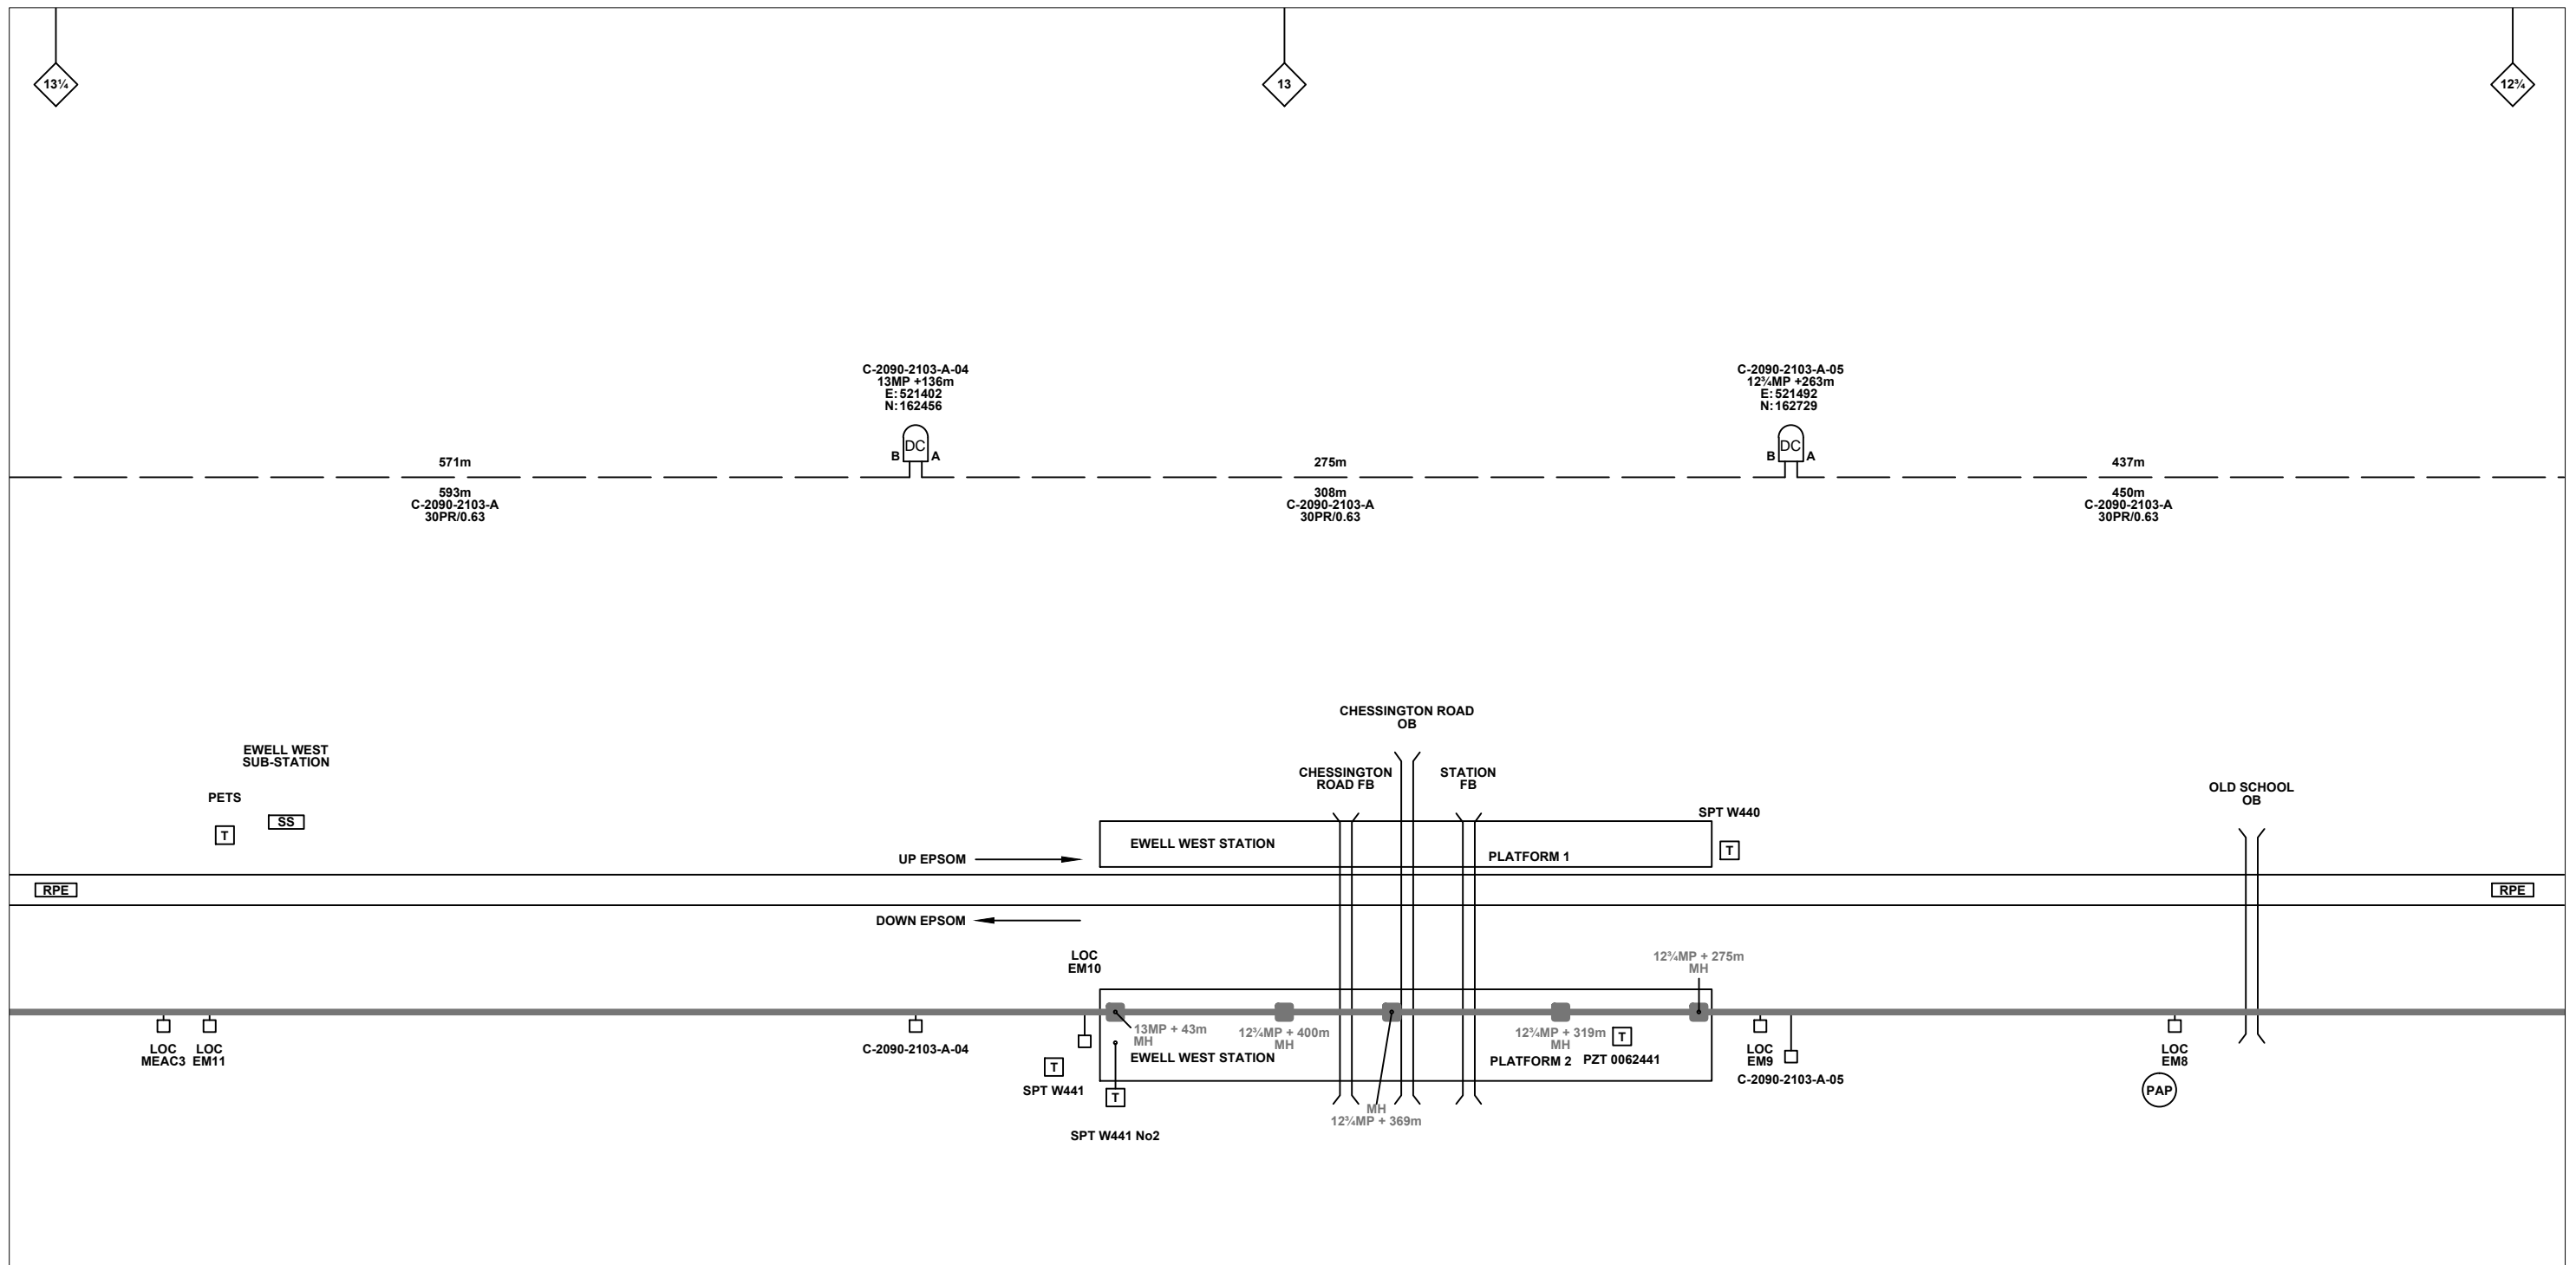 13¼
13
12¾
C-2090-2103-A-04
13MP +136m
E: 521402
N: 162456
DC
B
A
C-2090-2103-A-05
12¾MP +263m
E: 521492
N: 162729
DC
B
A
571m
275m
437m
593m
C-2090-2103-A
30PR/0.63
308m
C-2090-2103-A
30PR/0.63
450m
C-2090-2103-A
30PR/0.63
CHESSINGTON ROAD
OB
EWELL WEST
SUB-STATION
CHESSINGTON
ROAD FB
STATION
FB
OLD SCHOOL
OB
PETS
SS
T
SPT W440
T
EWELL WEST STATION
PLATFORM 1
UP EPSOM
RPE
RPE
DOWN EPSOM
LOC
EM10
12¾MP + 275m
MH
13MP + 43m
MH
12¾MP + 400m
MH
12¾MP + 319m
MH
T
LOC
MEAC3
LOC
EM11
C-2090-2103-A-04
EWELL WEST STATION
PLATFORM 2
PZT 0062441
LOC
EM9
C-2090-2103-A-05
LOC
EM8
PAP
T
SPT W441
T
SPT W441 No2
MH
12¾MP + 369m